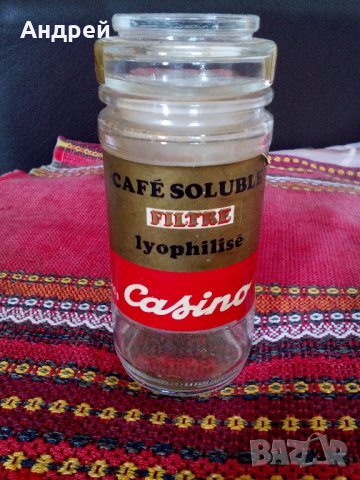 Андрей
CAFÉ SOLUBLE
FILTRE
lyophilisé
Casino
BAZAR